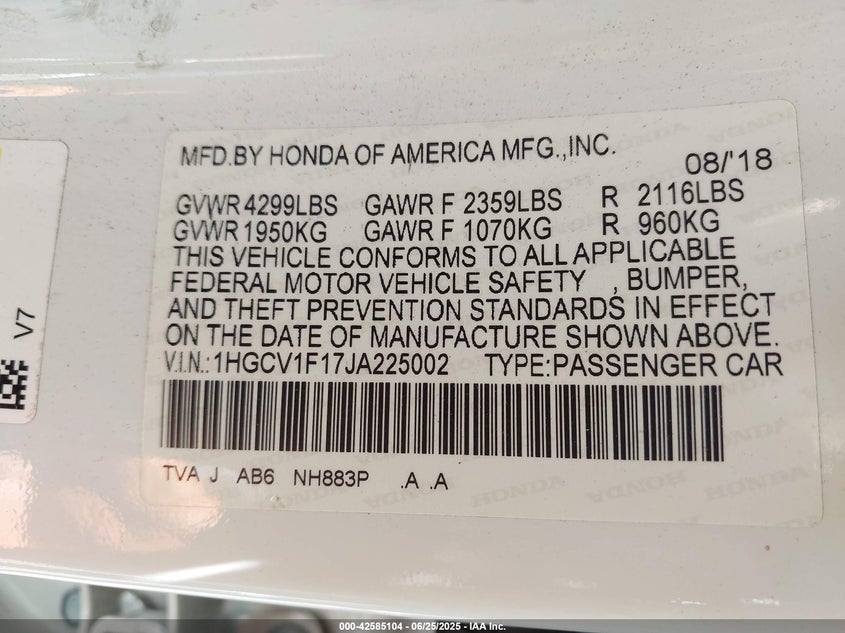 MFD.BY HONDA OF AMERICA MFG.,INC.
08/'18
GVWR 4299LBS GAWR F 2359LBS R 2116LBS
GVWR 1950KG GAWR F 1070KG R 960KG
THIS VEHICLE CONFORMS TO ALL APPLICABLE
FEDERAL MOTOR VEHICLE SAFETY , BUMPER,
AND THEFT PREVENTION STANDARDS IN EFFECT
ON THE DATE OF MANUFACTURE SHOWN ABOVE.
V.I.N.:1HGCV1F17JA225002 TYPE:PASSENGER CAR
TVA J AB6 NH883P .A .A
HONDA HONDA HONDA
V7
000-42585104 - 06/25/2025 - IAA Inc.